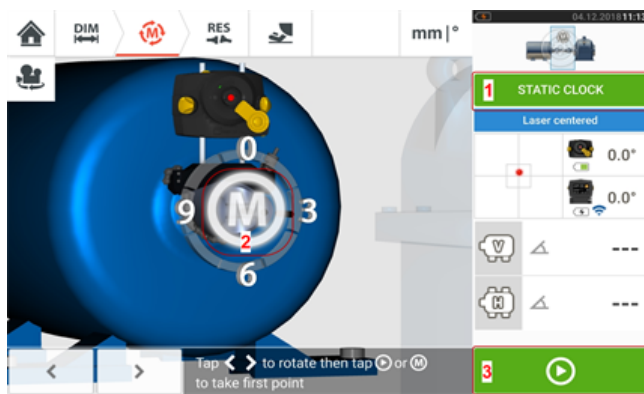 DIM
M
RES
mm|°
04.12.2018 11:12
1 STATIC CLOCK
Laser centered
0.0°
0.0°
0
9 M 3
2
6
V
---
H
---
Tap < > to rotate then tap or M
to take first point
3